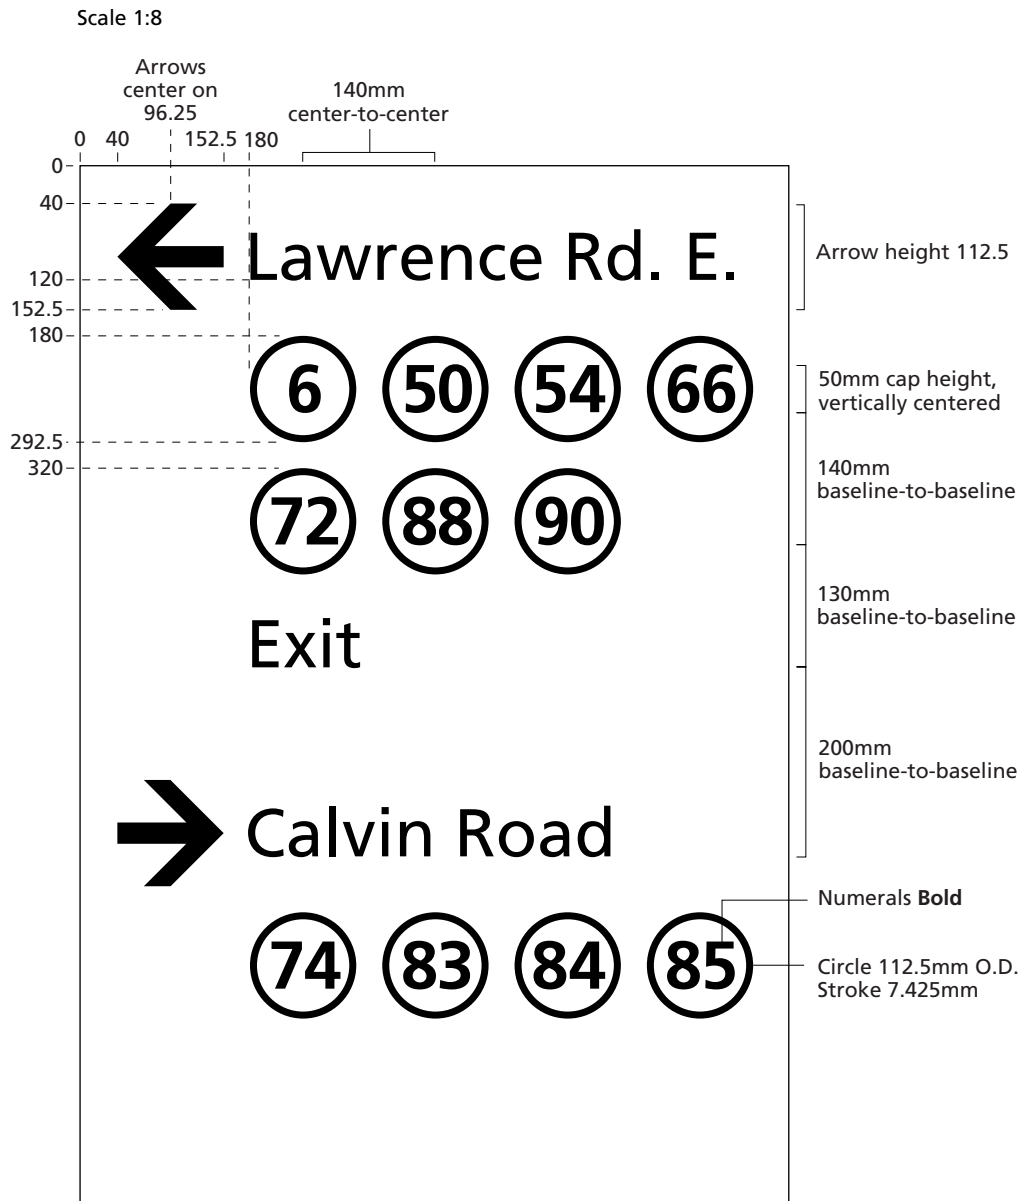 Scale 1:8
Arrows
center on
96.25
140mm
center-to-center
0 40 152.5 180
0
40
Lawrence Rd. E.
Arrow height 112.5
120
152.5
180
6 50 54 66
50mm cap height,
vertically centered
292.5
320
140mm
baseline-to-baseline
72 88 90
130mm
baseline-to-baseline
Exit
200mm
baseline-to-baseline
Calvin Road
Numerals Bold
74 83 84 85
Circle 112.5mm O.D.
Stroke 7.425mm